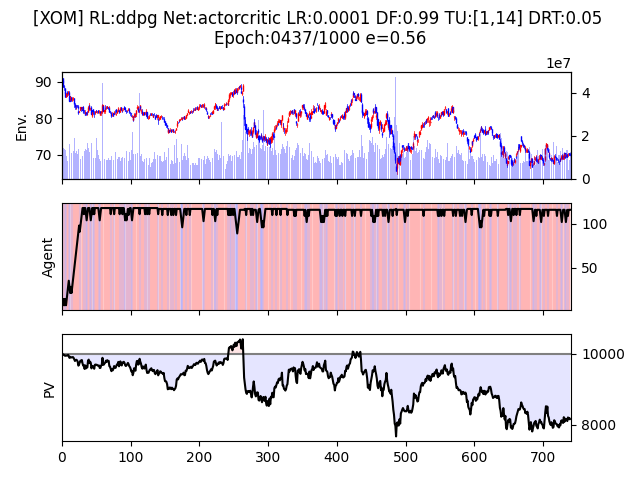 [XOM] RL:ddpg Net:actorcritic LR:0.0001 DF:0.99 TU:[1,14] DRT:0.05
Epoch:0437/1000 e=0.56
1e7
90
80
70
Env.
4
2
0
Agent
100
50
PV
10000
8000
0 100 200 300 400 500 600 700